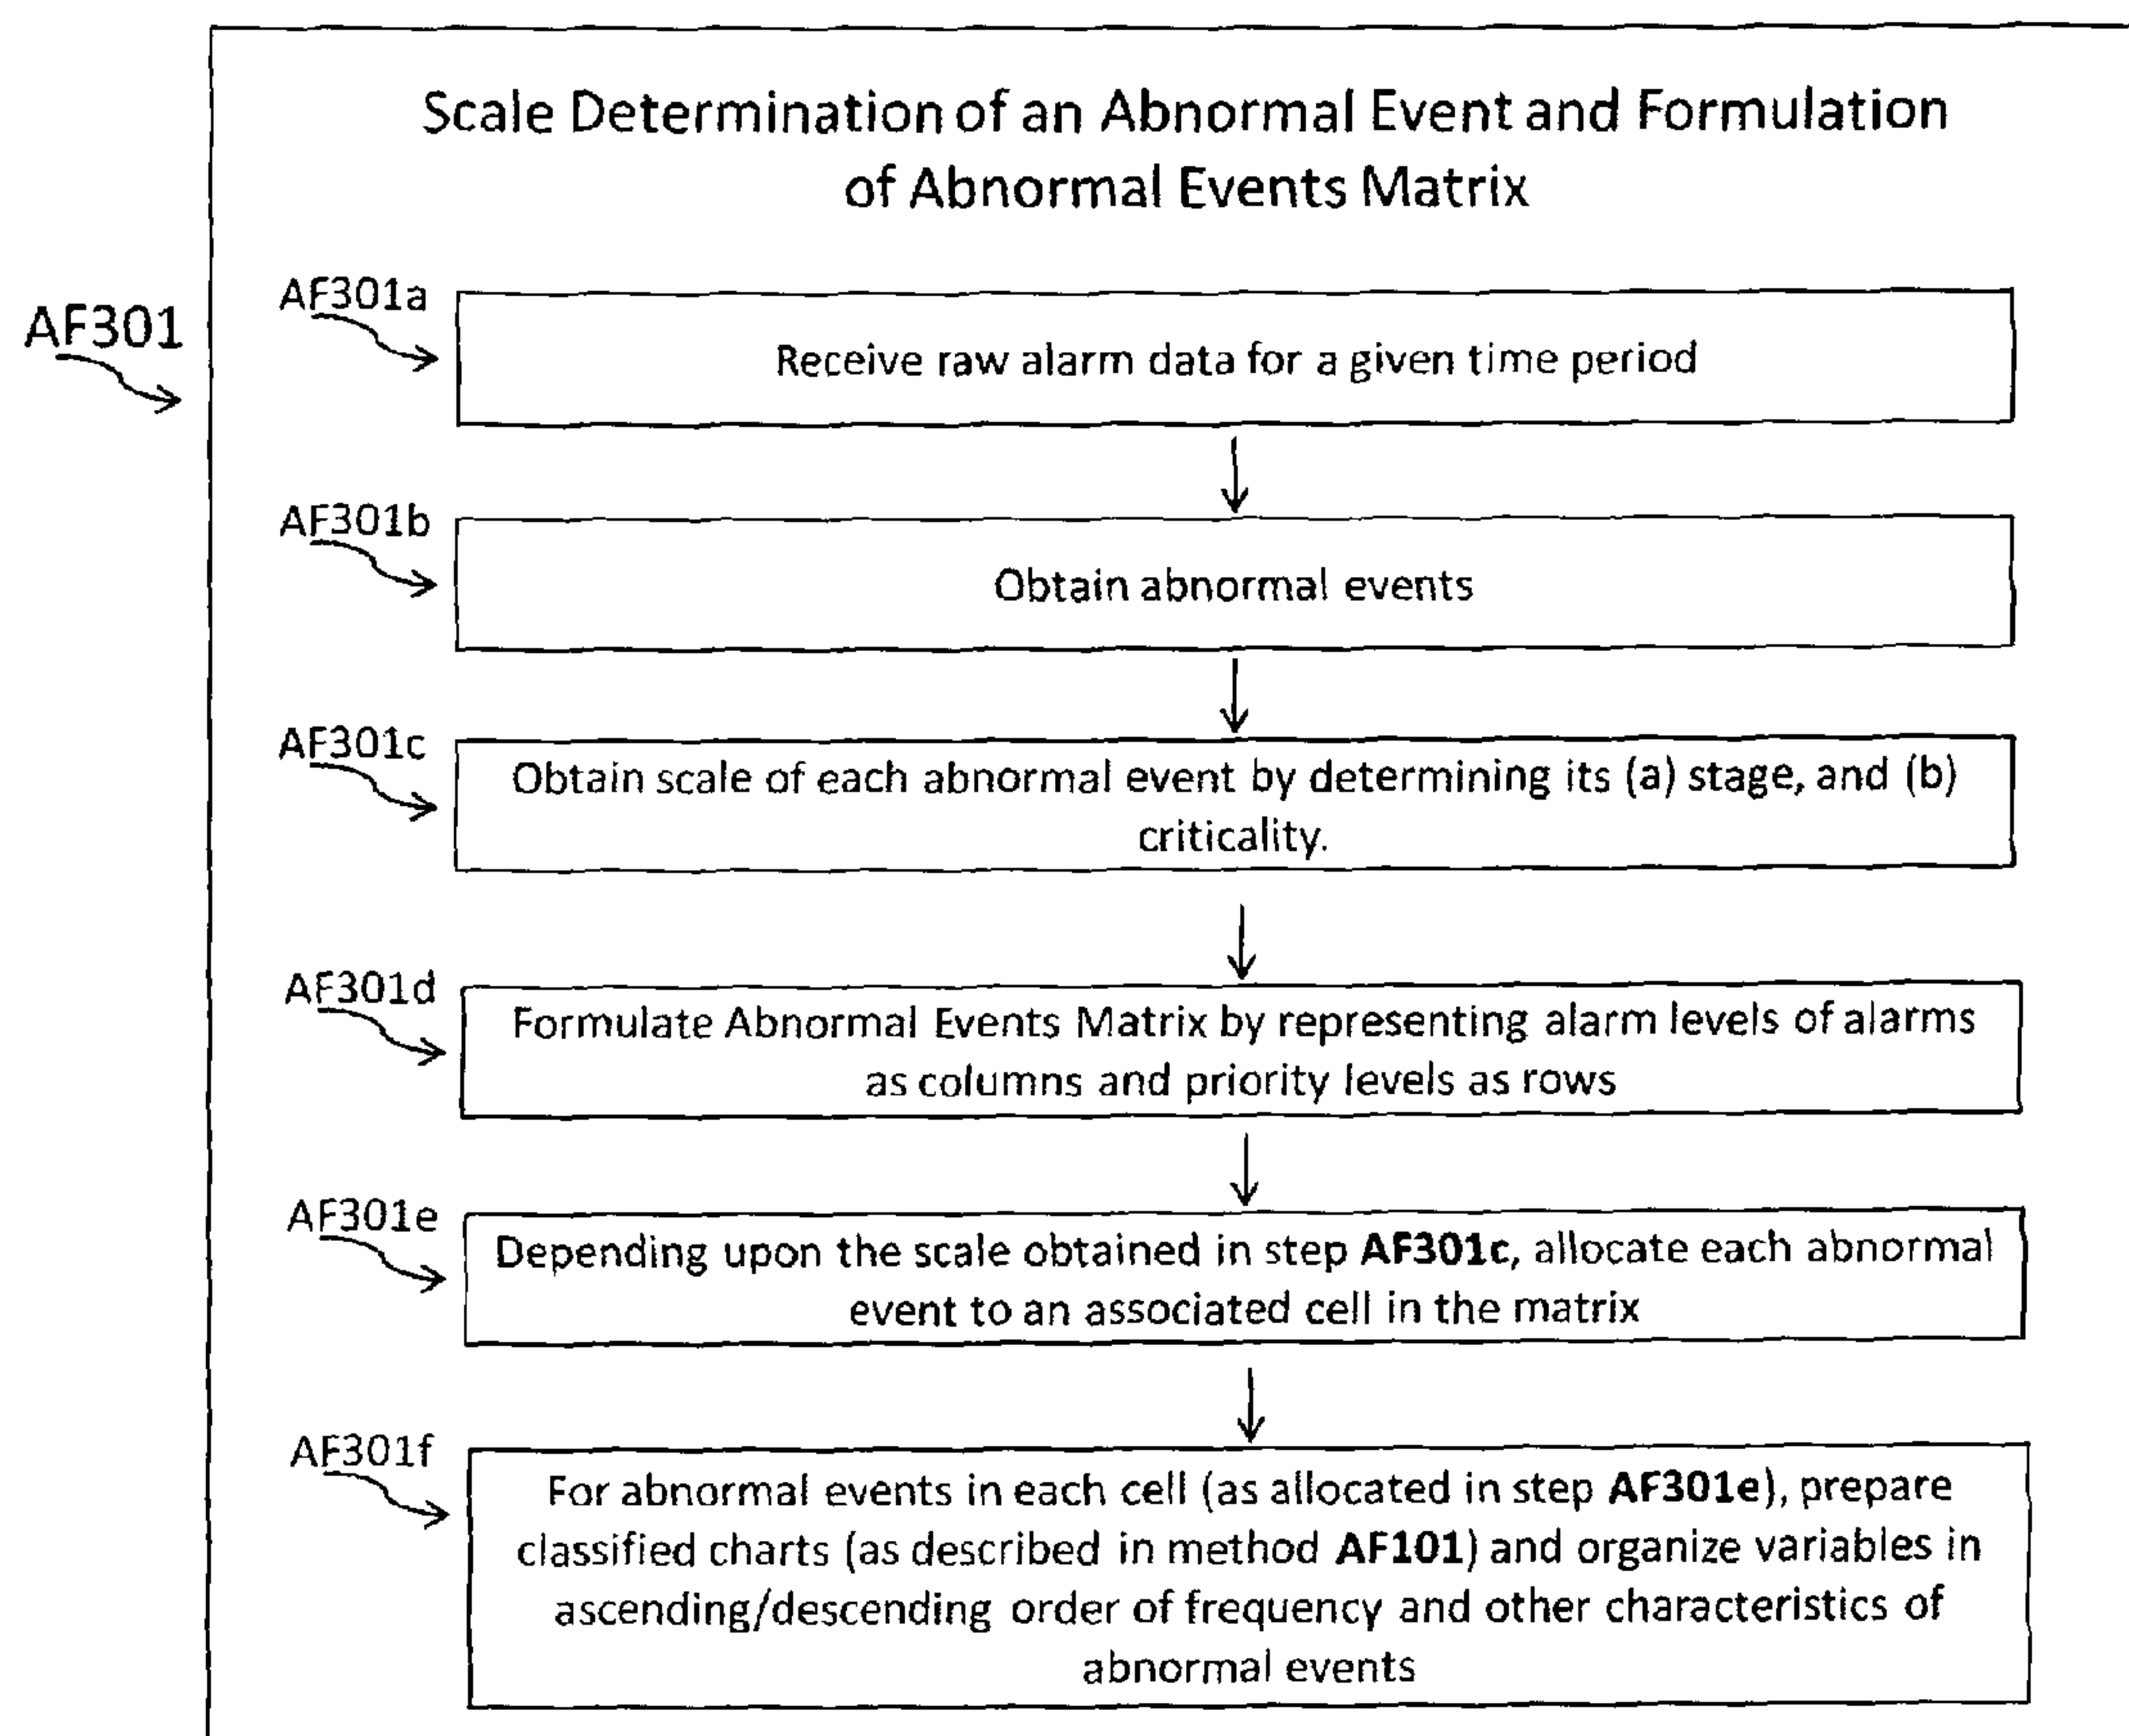 Scale Determination of an Abnormal Event and Formulation
of Abnormal Events Matrix
AF301
AF301a
Receive raw alarm data for a given time period
AF301b
Obtain abnormal events
AF301c
Obtain scale of each abnormal event by determining its (a) stage, and (b)
criticality.
AF301d
Formulate Abnormal Events Matrix by representing alarm levels of alarms
as columns and priority levels as rows
AF301e
Depending upon the scale obtained in step AF301c, allocate each abnormal
event to an associated cell in the matrix
AF301f
For abnormal events in each cell (as allocated in step AF301e), prepare
classified charts (as described in method AF101) and organize variables in
ascending/descending order of frequency and other characteristics of
abnormal events